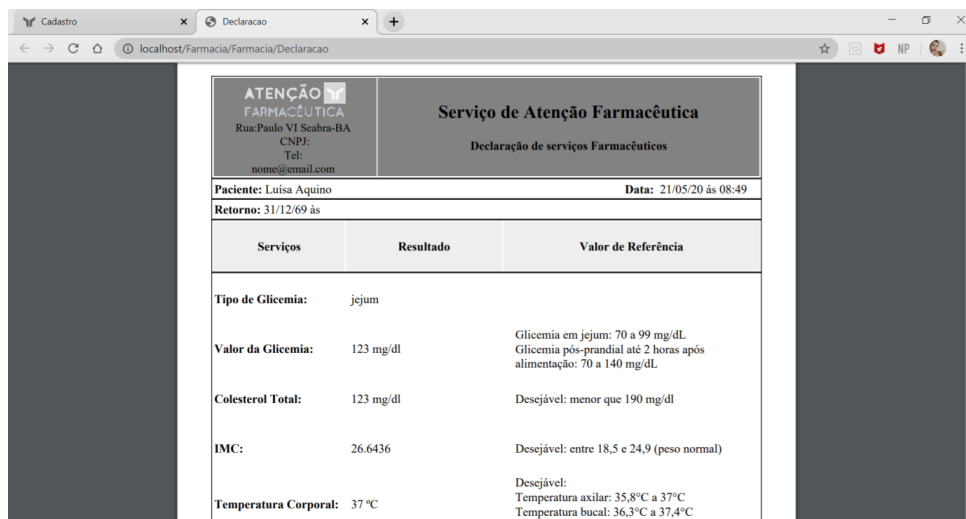 Cadastro
Declaracao
localhost/Farmacia/Farmacia/Declaracao
NP
ATENÇÃO
FARMACÊUTICA
Rua:Paulo VI Seabra-BA
CNPJ:
Tel:
nome@email.com
Serviço de Atenção Farmacêutica
Declaração de serviços Farmacêuticos
Paciente: Luísa Aquino Data: 21/05/20 ás 08:49
Retorno: 31/12/69 às
Serviços Resultado Valor de Referência
Tipo de Glicemia: jejum
Valor da Glicemia: 123 mg/dl
Glicemia em jejum: 70 a 99 mg/dL
Glicemia pós-prandial até 2 horas após
alimentação: 70 a 140 mg/dL
Colesterol Total: 123 mg/dl Desejável: menor que 190 mg/dl
IMC: 26.6436 Desejável: entre 18,5 e 24,9 (peso normal)
Temperatura Corporal: 37 ºC
Desejável:
Temperatura axilar: 35,8°C a 37°C
Temperatura bucal: 36,3°C a 37,4°C